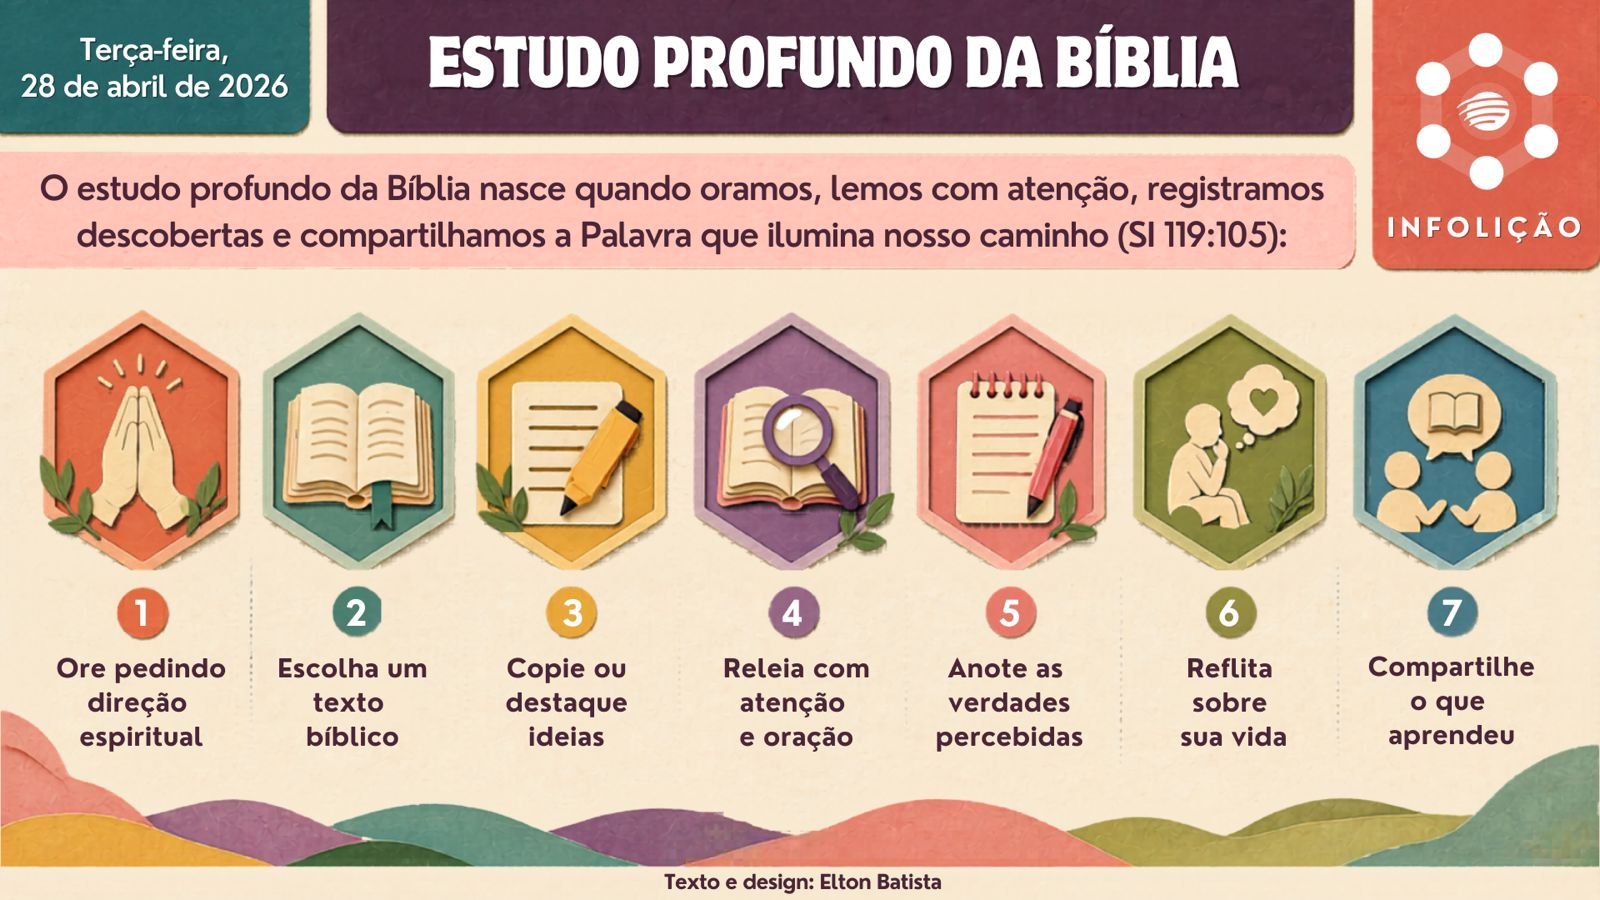 Terça-feira,
28 de abril de 2026
ESTUDO PROFUNDO DA BÍBLIA
INFOLIÇÃO
O estudo profundo da Bíblia nasce quando oramos, lemos com atenção, registramos
descobertas e compartilhamos a Palavra que ilumina nosso caminho (Sl 119:105):
1
Ore pedindo
direção
espiritual
2
Escolha um
texto
bíblico
3
Copie ou
destaque
ideias
4
Releia com
atenção
e oração
5
Anote as
verdades
percebidas
6
Reflita
sobre
sua vida
7
Compartilhe
o que
aprendeu
Texto e design: Elton Batista